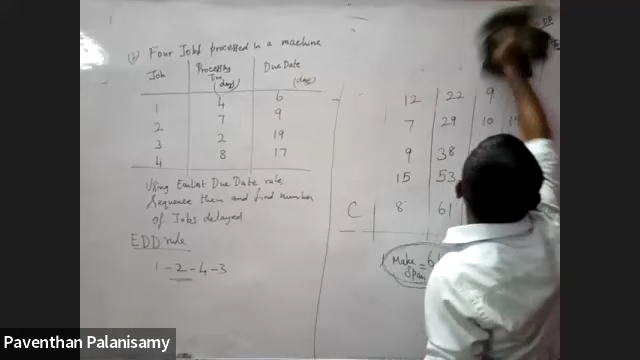 (2) Four Jobs processed in a machine
Job Processing Time (days) Due Date (days)
1 4 6
2 7 9
3 2 19
4 8 17
Using Earliest Due Date rule,
Sequence them and find number
of Jobs delayed
EDD rule
1 - 2 - 4 - 3
12 22 9
7 29 10
9 38
15 53
C 8 61
Make
Span =
Paventhan Palanisamy